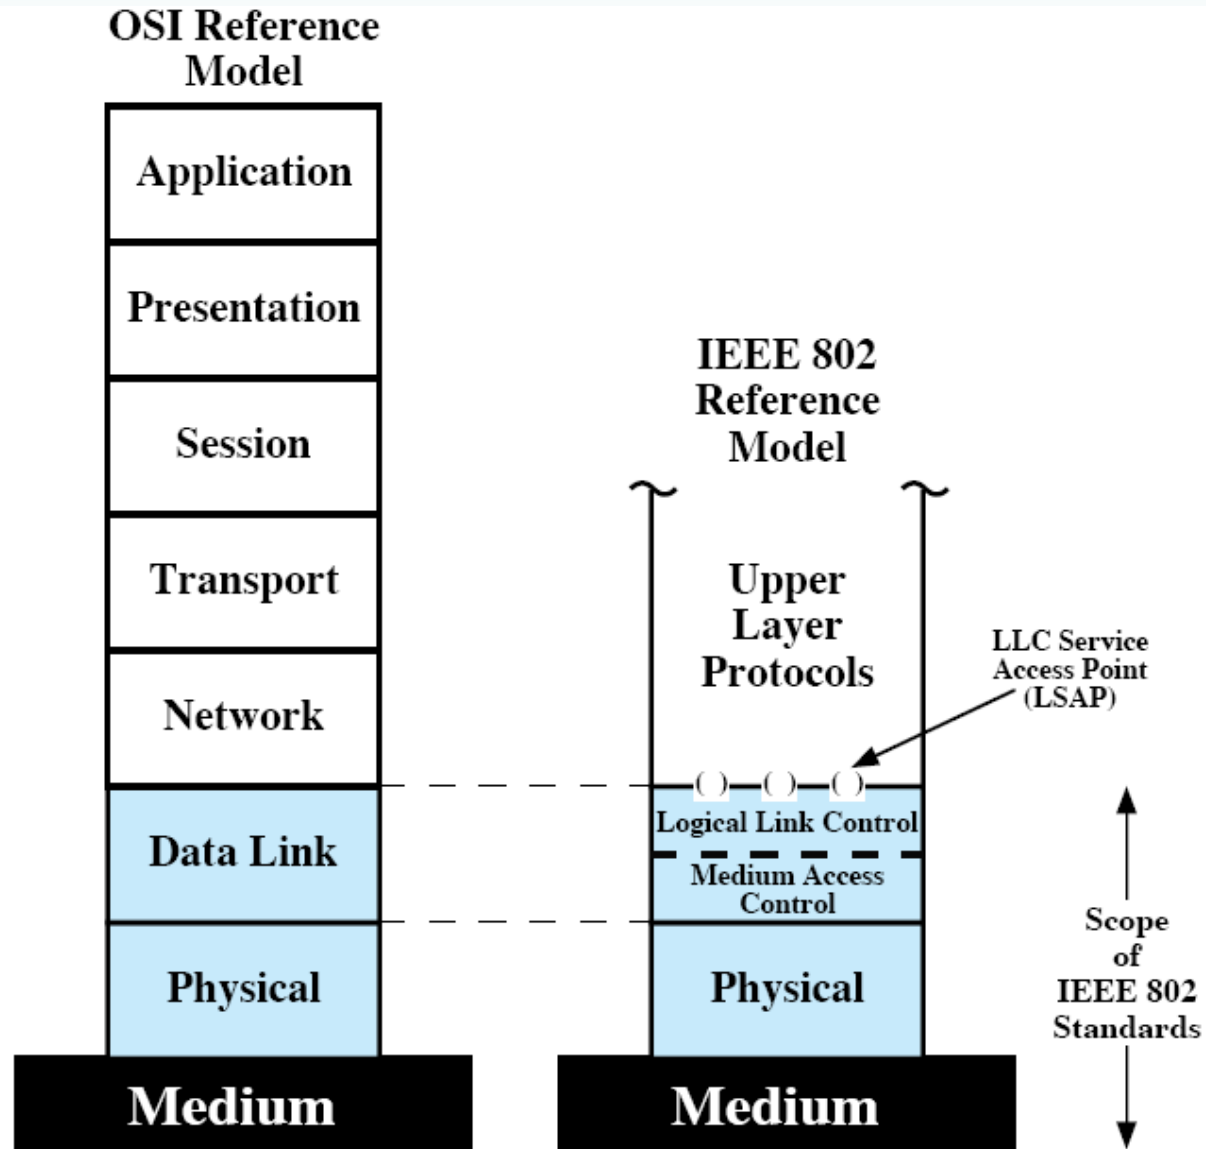 OSI Reference
Model
Application
Presentation
Session
Transport
Network
Data Link
Physical
Medium
IEEE 802
Reference
Model
Upper
Layer
Protocols
LLC Service
Access Point
(LSAP)
Logical Link Control
Medium Access
Control
Physical
Medium
Scope
of
IEEE 802
Standards